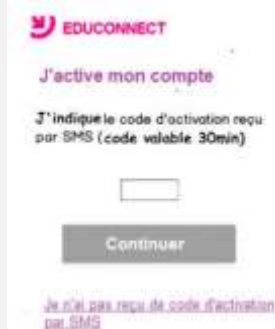 EDUCONNECT
J'active mon compte
J'indique le code d'activation reçu
par SMS (code valable 30min)
Continuer
Je n'ai pas reçu de code d'activation
par SMS